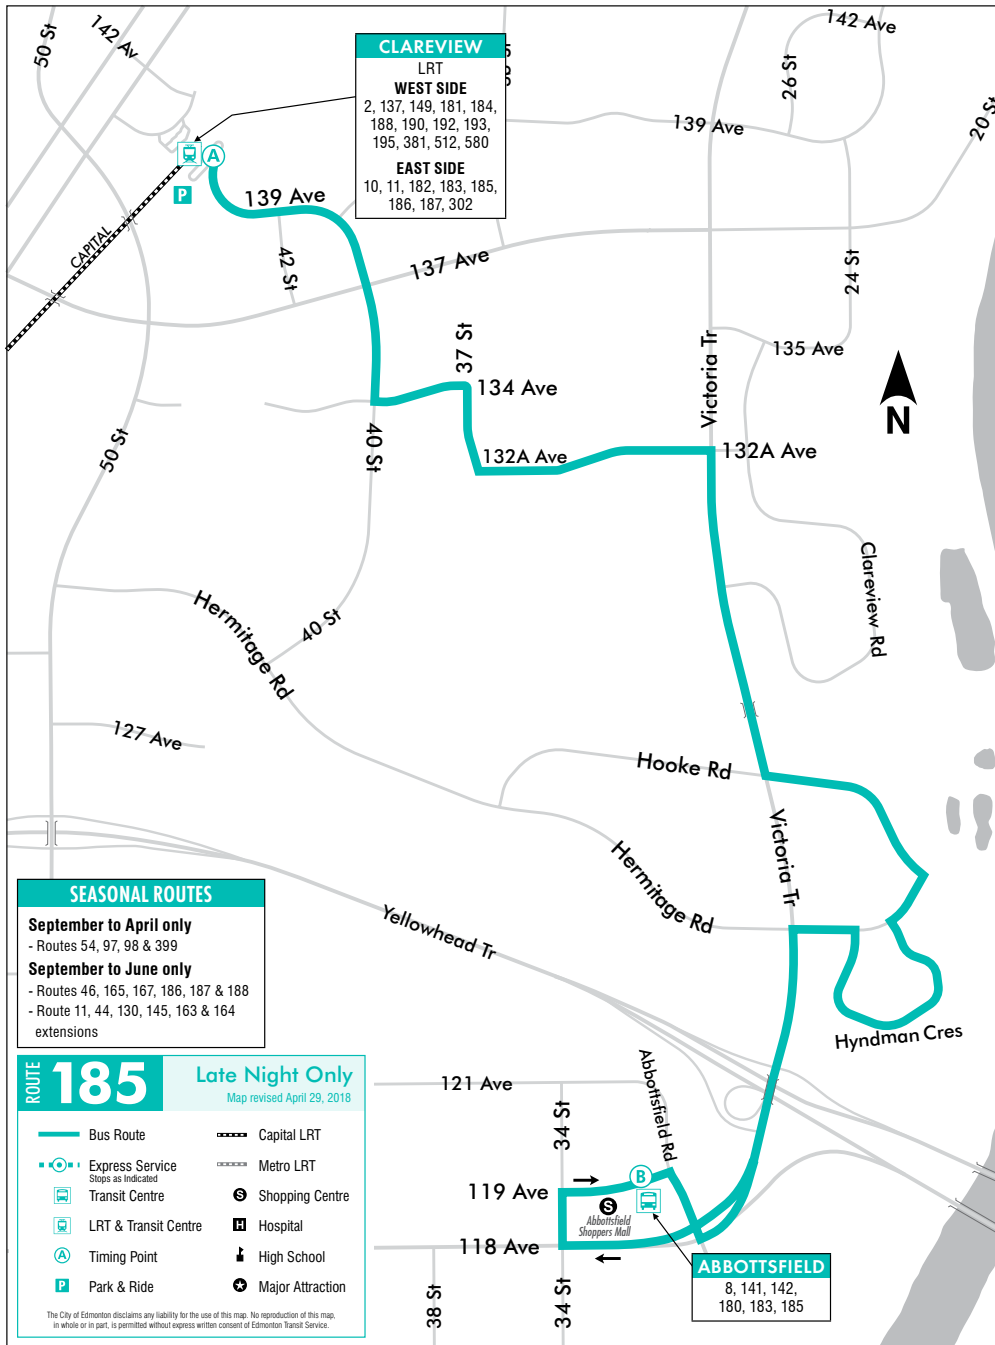 50 St
142 Av
CLAREVIEW
LRT
WEST SIDE
2, 137, 149, 181, 184,
188, 190, 192, 193,
195, 381, 512, 580
EAST SIDE
10, 11, 182, 183, 185,
186, 187, 302
142 Ave
26 St
139 Ave
20 St
A
P
139 Ave
CAPITAL
42 St
137 Ave
24 St
37 St
Victoria Tr
135 Ave
134 Ave
N
50 St
40 St
132A Ave
132A Ave
Clareview Rd
Hermitage Rd
40 St
127 Ave
Hooke Rd
Victoria Tr
Hermitage Rd
Yellowhead Tr
Hyndman Cres
SEASONAL ROUTES
September to April only
- Routes 54, 97, 98 & 399
September to June only
- Routes 46, 165, 167, 186, 187 & 188
- Route 11, 44, 130, 145, 163 & 164
extensions
121 Ave
34 St
Abbottsfield Rd
B
119 Ave
S
Abbottsfield
Shoppers Mall
118 Ave
38 St
34 St
ABBOTTSFIELD
8, 141, 142,
180, 183, 185
ROUTE
185
Late Night Only
Map revised April 29, 2018
Bus Route
Capital LRT
Express Service
Stops as Indicated
Metro LRT
Transit Centre
S Shopping Centre
LRT & Transit Centre
H Hospital
A Timing Point
High School
P Park & Ride
Major Attraction
The City of Edmonton disclaims any liability for the use of this map. No reproduction of this map,
in whole or in part, is permitted without express written consent of Edmonton Transit Service.